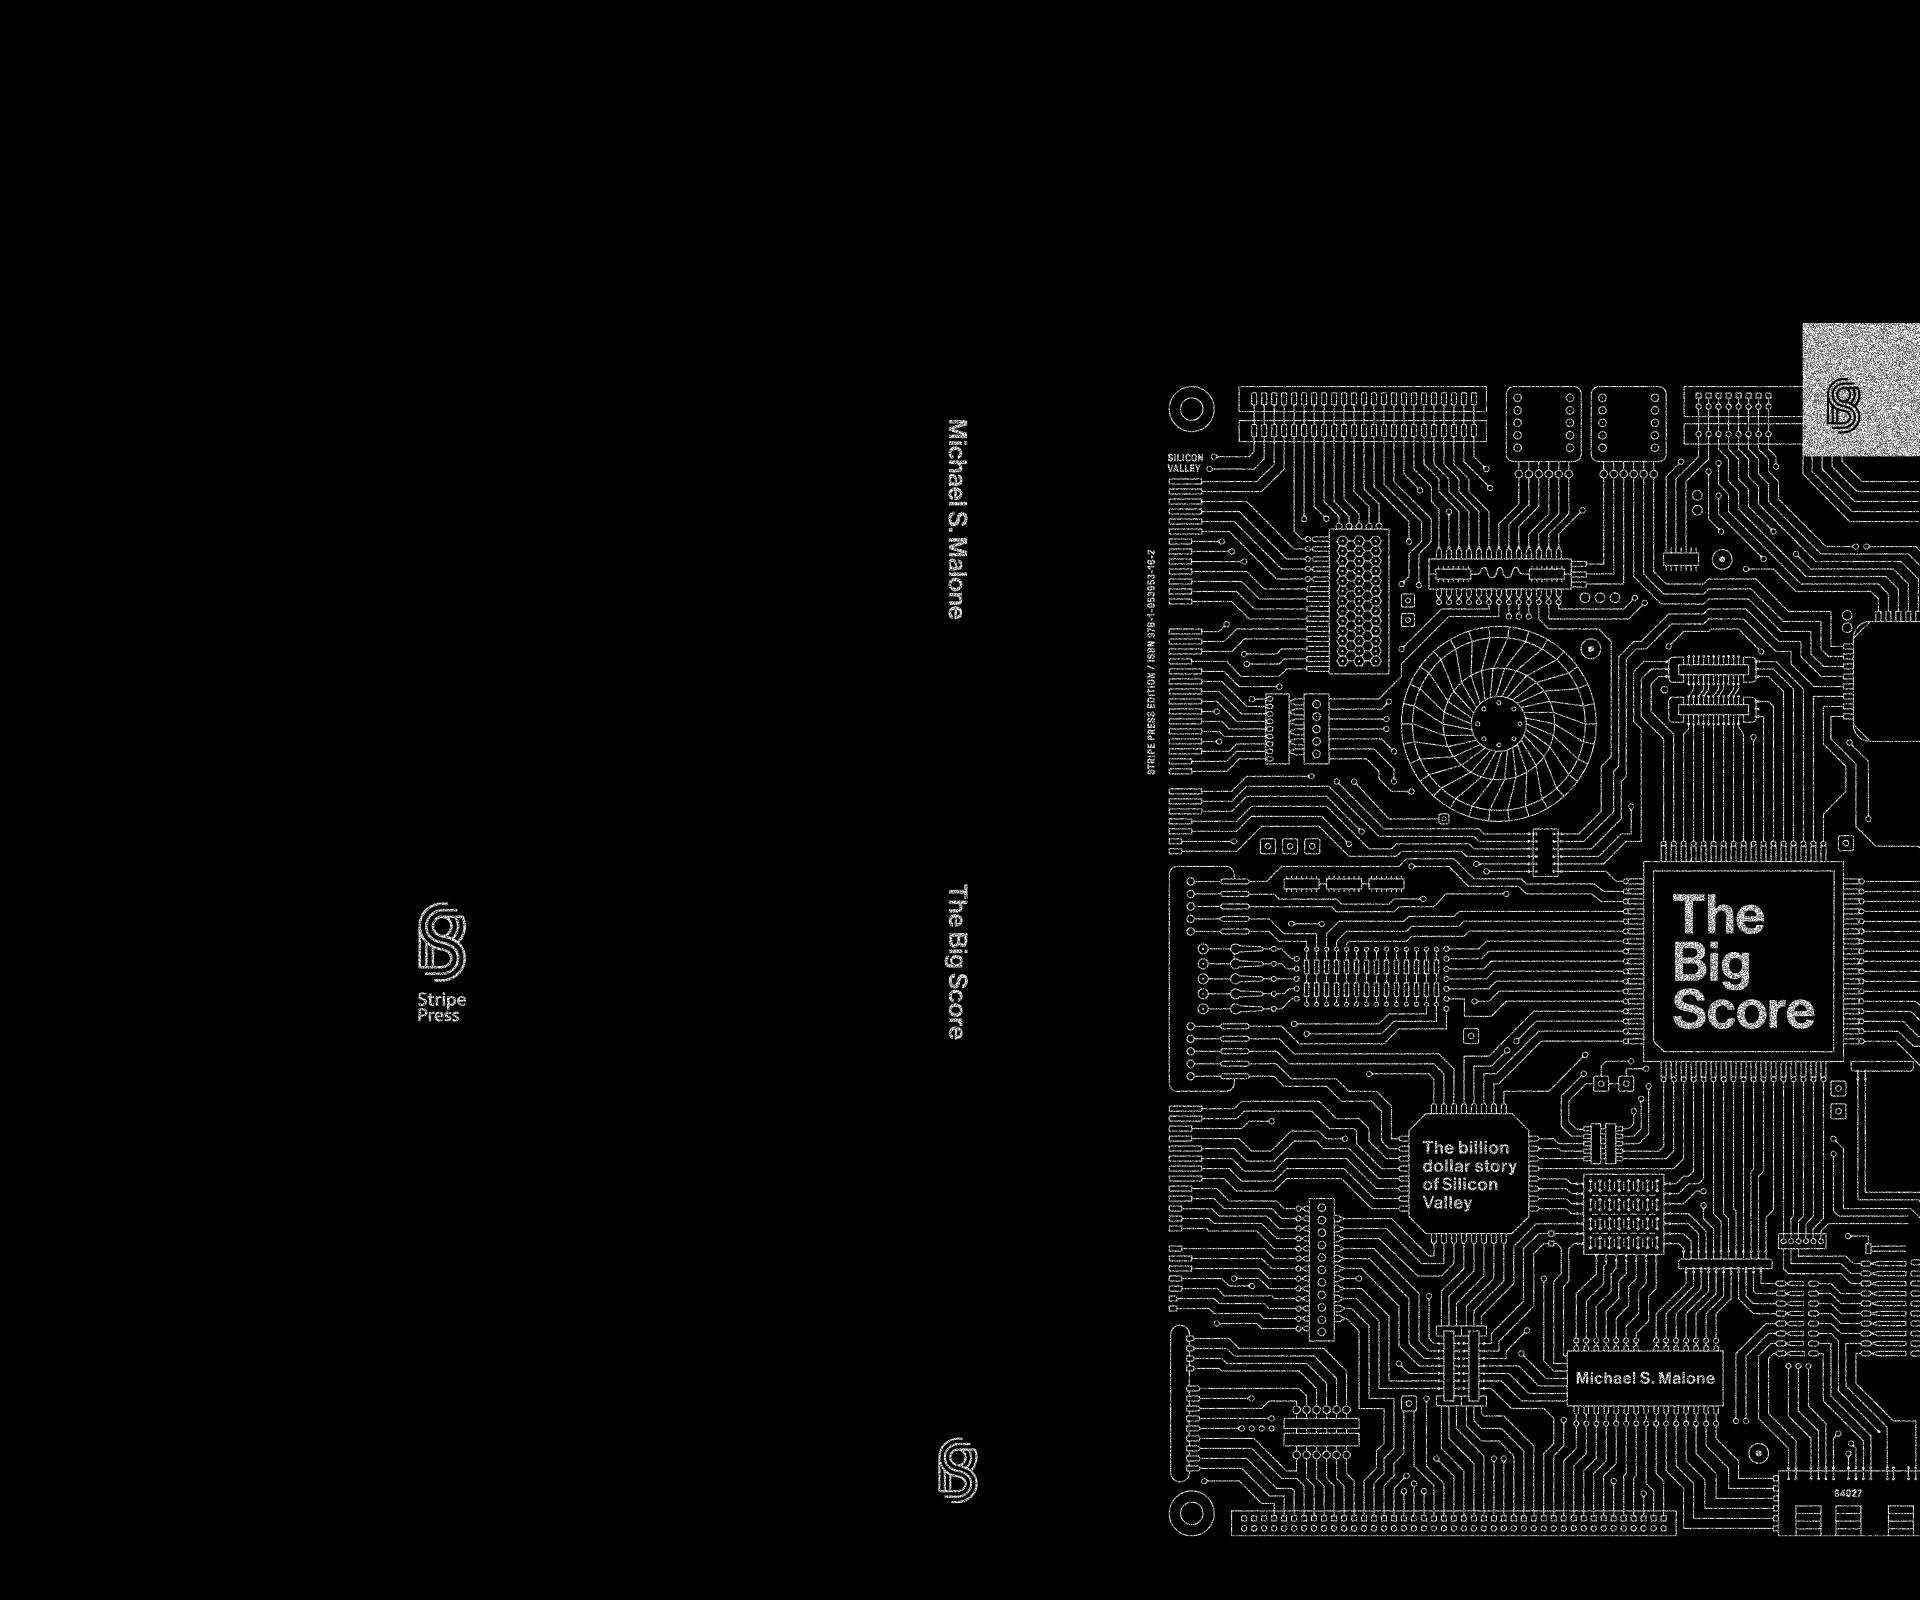 Stripe
Press
Michael S. Malone
The Big Score
SILICON
VALLEY
STRIPE PRESS EDITION / ISBN 978-1-953953-16-2
The
Big
Score
The billion
dollar story
of Silicon
Valley
Michael S. Malone
94027